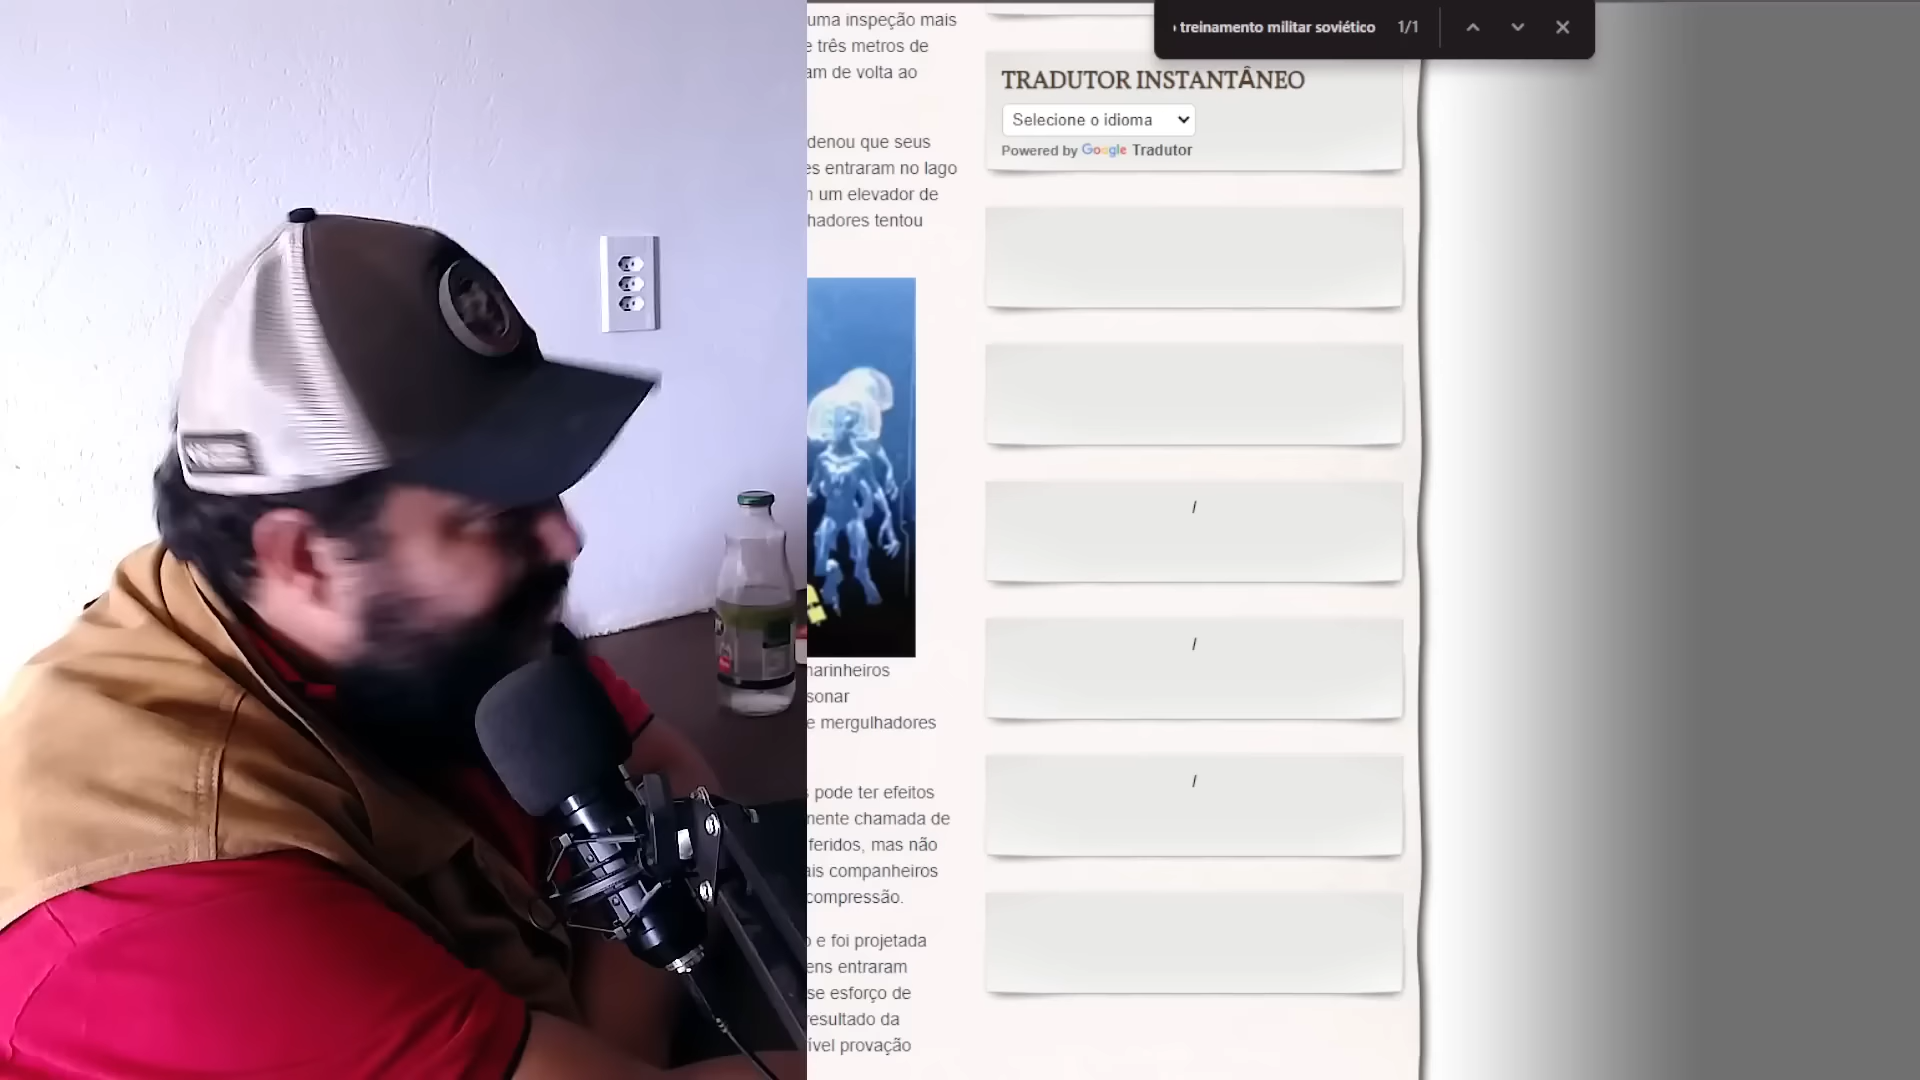 uma inspeção mais
e três metros de
am de volta ao
denou que seus
es entraram no lago
um elevador de
hadores tentou
marinheiros
sonar
e mergulhadores
pode ter efeitos
mente chamada de
feridos, mas não
ais companheiros
compressão.
e foi projetada
ens entraram
se esforço de
resultado da
ível provação
treinamento militar soviético 1/1
TRADUTOR INSTANTÂNEO
Selecione o idioma
Powered by Google Tradutor
/
/
/